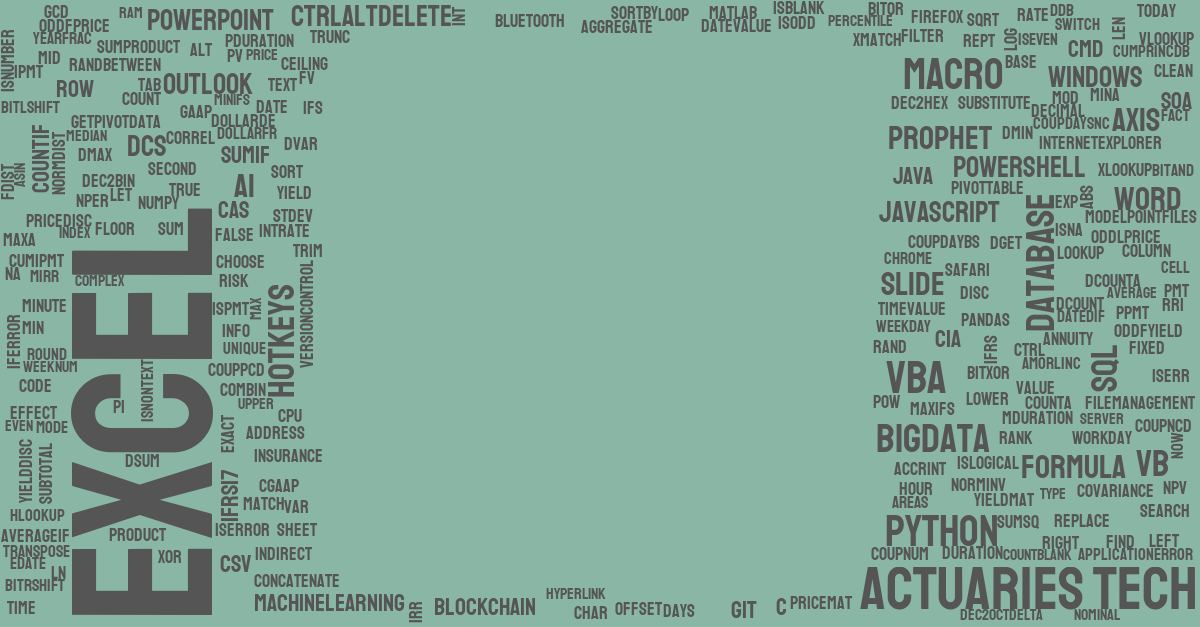 GCD RAM POWERPOINT CTRLALTDELETE INT BLUETOOTH SORTBYLOOP MATLAB ISBLANK BITOR FIREFOX SQRT RATE DDB TODAY
ODDFPRICE AGGREGATE DATEVALUE ISODD PERCENTILE SWITCH LEN
YEARFRAC SUMPRODUCT ALT PDURATION TRUNC XMATCH FILTER REPT LOG ISEVEN CMD VLOOKUP
ISNUMBER MID RANDBETWEEN PV PRICE CEILING BASE CUMPRINCDB
IPMT ROW TAB OUTLOOK TEXT FV MACRO WINDOWS CLEAN
BITLSHIFT COUNT MINIFS GAAP DATE IFS DEC2HEX SUBSTITUTE MOD MINA SOA
GETPIVOTDATA DOLLARDE DECIMAL COUPDAYSNC AXIS FACT
COUNTIF NORMDIST MEDIAN DCS CORREL DOLLARFR DVAR PROPHET DMIN INTERNETEXPLORER
DMAX SUMIF
FDIST ASIN SECOND SORT JAVA POWERSHELL XLOOKUP BITAND
DEC2BIN TRUE AI YIELD PIVOTTABLE
NPER LET NUMPY CAS STDEV JAVASCRIPT DATABASE EXP ABS WORD
PRICEDISC INDEX FLOOR SUM FALSE INTRATE ISNA MODELPOINTFILES
MAXA TRIM COUPDAYBS DGET ODDLPRICE
CUMIPMT CHOOSE CHROME LOOKUP COLUMN
NA MIRR COMPLEX RISK VERSIONCONTROL SAFARI CELL
EXCEL HOTKEYS SLIDE DISC DCOUNTA AVERAGE PMT
MINUTE ISPMT MAX TIMEVALUE DCOUNT PPMT RRI
MIN INFO WEEKDAY PANDAS DATEDIF ODDFYIELD
IFERROR ROUND UNIQUE RAND CIA IFRS ANNUITY CTRL SQL FIXED
WEEKNUM COUPPCD AMORLINC
CODE ISNONTEXT COMBIN VBA BITXOR VALUE ISERR
PI UPPER POW MAXIFS LOWER COUNTA FILEMANAGEMENT
EFFECT CPU MDURATION SERVER
EVEN MODE EXACT ADDRESS BIGDATA RANK WORKDAY COUPNCD NOW
YIELDDISC SUBTOTAL DSUM INSURANCE ACCRINT ISLOGICAL FORMULA VB
IFRS17 CGAAP HOUR NORMINV TYPE COVARIANCE NPV
MATCH VAR AREAS YIELDMAT SEARCH
HLOOKUP PRODUCT ISERROR SHEET PYTHON SUMSQ REPLACE
AVERAGEIF RIGHT FIND LEFT
TRANSPOSE XOR INDIRECT COUPNUM DURATION COUNTBLANK APPLICATIONERROR
EDATE LN CSV
BITRSHIFT CONCATENATE ACTUARIES TECH
TIME MACHINELEARNING IRR BLOCKCHAIN HYPERLINK CHAR OFFSET DAYS GIT C PRICEMAT
DEC2OCT DELTA NOMINAL